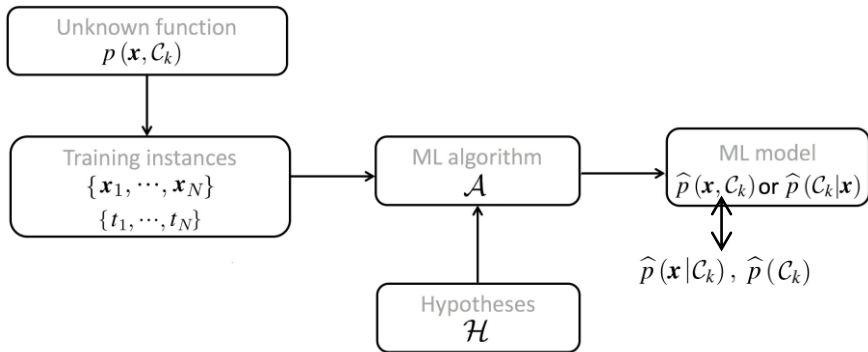 Unknown function
p (x, C_k)
Training instances
{x_1, ⋯, x_N}
{t_1, ⋯, t_N}
ML algorithm
𝒜
ML model
p̂ (x, C_k) or p̂ (C_k|x)
p̂ (x|C_k) , p̂ (C_k)
Hypotheses
ℋ